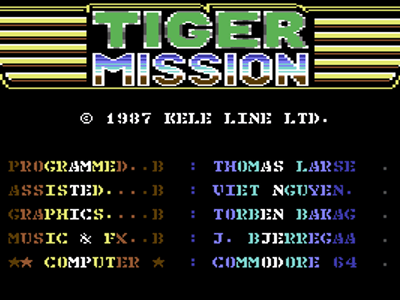 TIGER
MISSION
© 1987 KELE LINE LTD.
PROGRAMMED..B : THOMAS LARSE .
ASSISTED....B : VIET NGUYEN. .
GRAPHICS....B : TORBEN BAKAG .
MUSIC & FX..B : J. BJERREGAA .
★★ COMPUTER ★ : COMMODORE 64 .